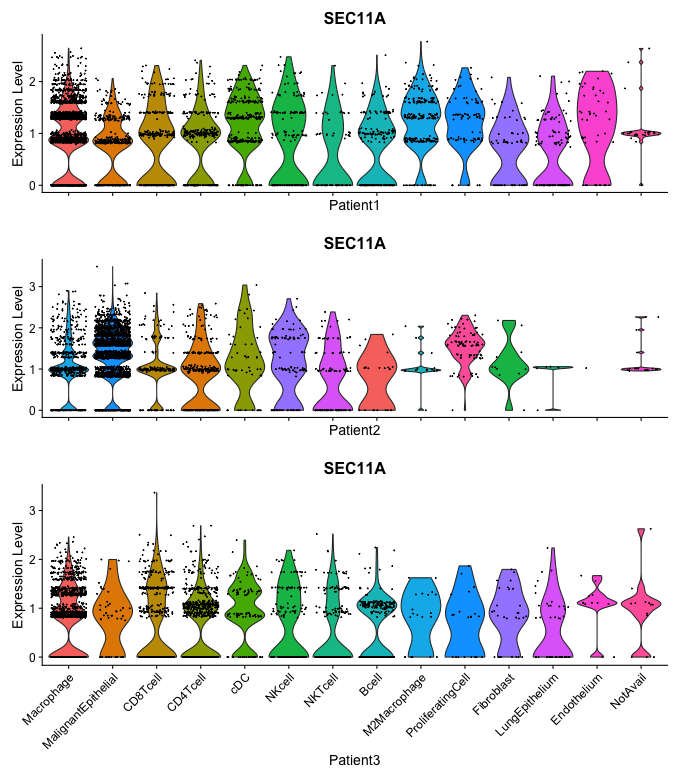 SEC11A
Expression Level
2
1
0
Patient1
SEC11A
Expression Level
3
2
1
0
Patient2
SEC11A
Expression Level
3
2
1
0
Macrophage
MalignantEpithelial
CD8Tcell
CD4Tcell
cDC
NKcell
NKTcell
Bcell
M2Macrophage
ProliferatingCell
Fibroblast
LungEpithelium
Endothelium
NotAvail
Patient3